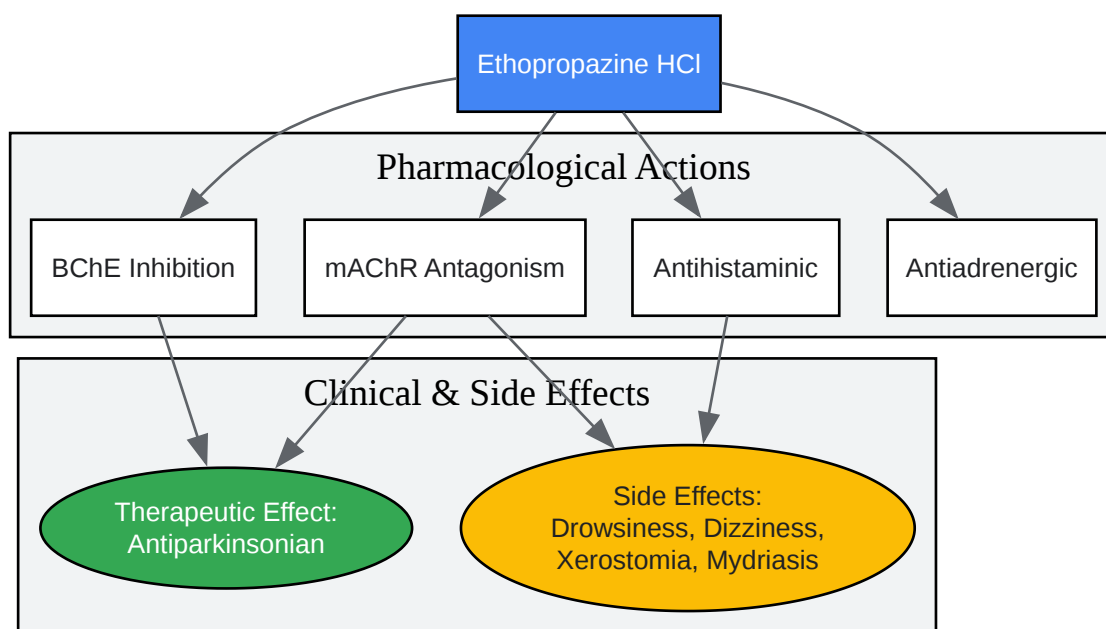 Ethopropazine HCl
Pharmacological Actions
BChE Inhibition
mAChR Antagonism
Antihistaminic
Antiadrenergic
Clinical & Side Effects
Therapeutic Effect:
Antiparkinsonian
Side Effects:
Drowsiness, Dizziness,
Xerostomia, Mydriasis